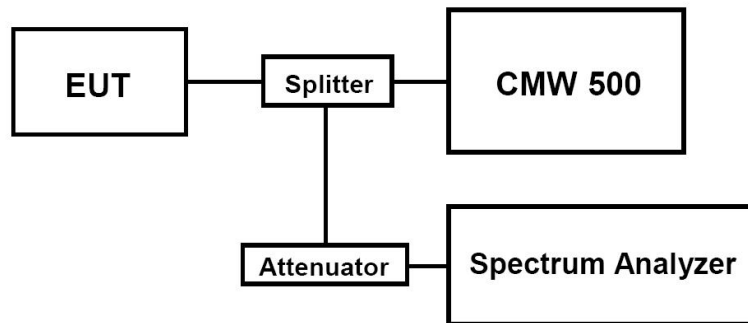 EUT
Splitter
CMW 500
Attenuator
Spectrum Analyzer